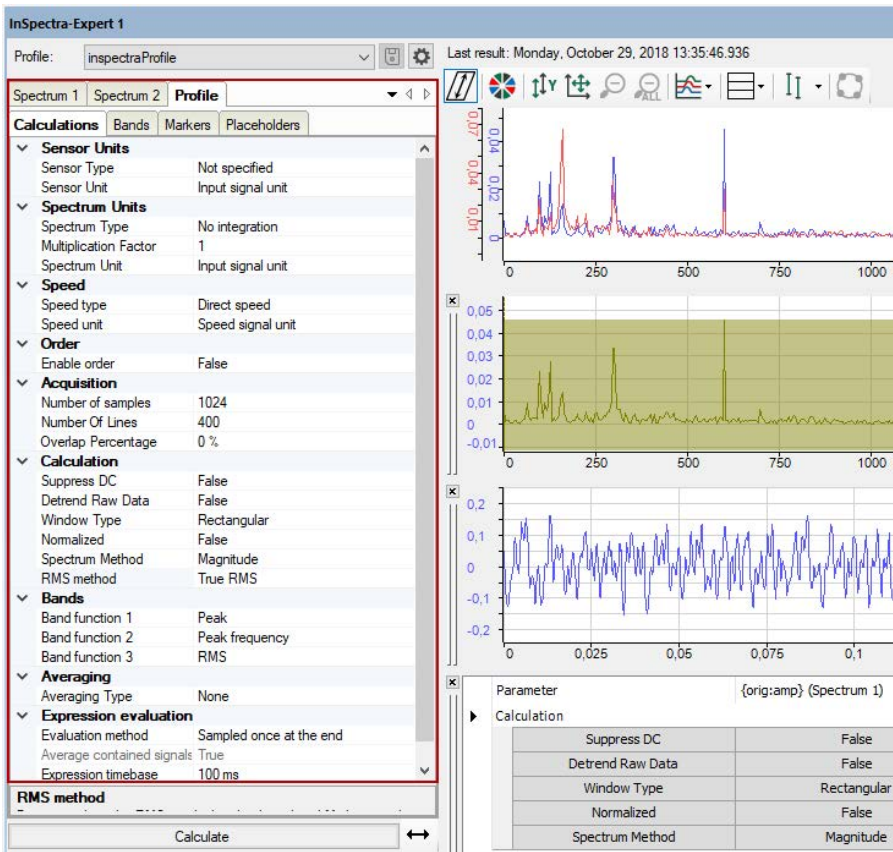 InSpectra-Expert 1
Profile: inspectraProfile
Last result: Monday, October 29, 2018 13:35:46.936
Spectrum 1 Spectrum 2 Profile
Calculations Bands Markers Placeholders
Sensor Units
Sensor Type Not specified
Sensor Unit Input signal unit
Spectrum Units
Spectrum Type No integration
Multiplication Factor 1
Spectrum Unit Input signal unit
Speed
Speed type Direct speed
Speed unit Speed signal unit
Order
Enable order False
Acquisition
Number of samples 1024
Number Of Lines 400
Overlap Percentage 0 %
Calculation
Suppress DC False
Detrend Raw Data False
Window Type Rectangular
Normalized False
Spectrum Method Magnitude
RMS method True RMS
Bands
Band function 1 Peak
Band function 2 Peak frequency
Band function 3 RMS
Averaging
Averaging Type None
Expression evaluation
Evaluation method Sampled once at the end
Average contained signals True
Expression timebase 100 ms
RMS method
Calculate
Y ALL
0,07 0,04 0,01
0,04 0,02 0
0 250 500 750 1000
0,05
0,04
0,03
0,02
0,01
0
-0,01
0 250 500 750 1000
0,2
0,1
0
-0,1
-0,2
0 0,025 0,05 0,075 0,1
Parameter {orig:amp} (Spectrum 1)
Calculation
Suppress DC False
Detrend Raw Data False
Window Type Rectangular
Normalized False
Spectrum Method Magnitude